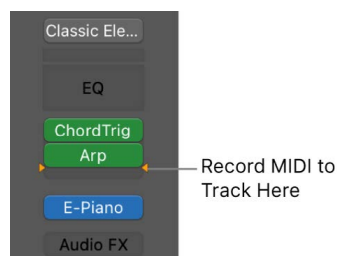 Classic Ele...
EQ
ChordTrig
Arp
Record MIDI to
Track Here
E-Piano
Audio FX